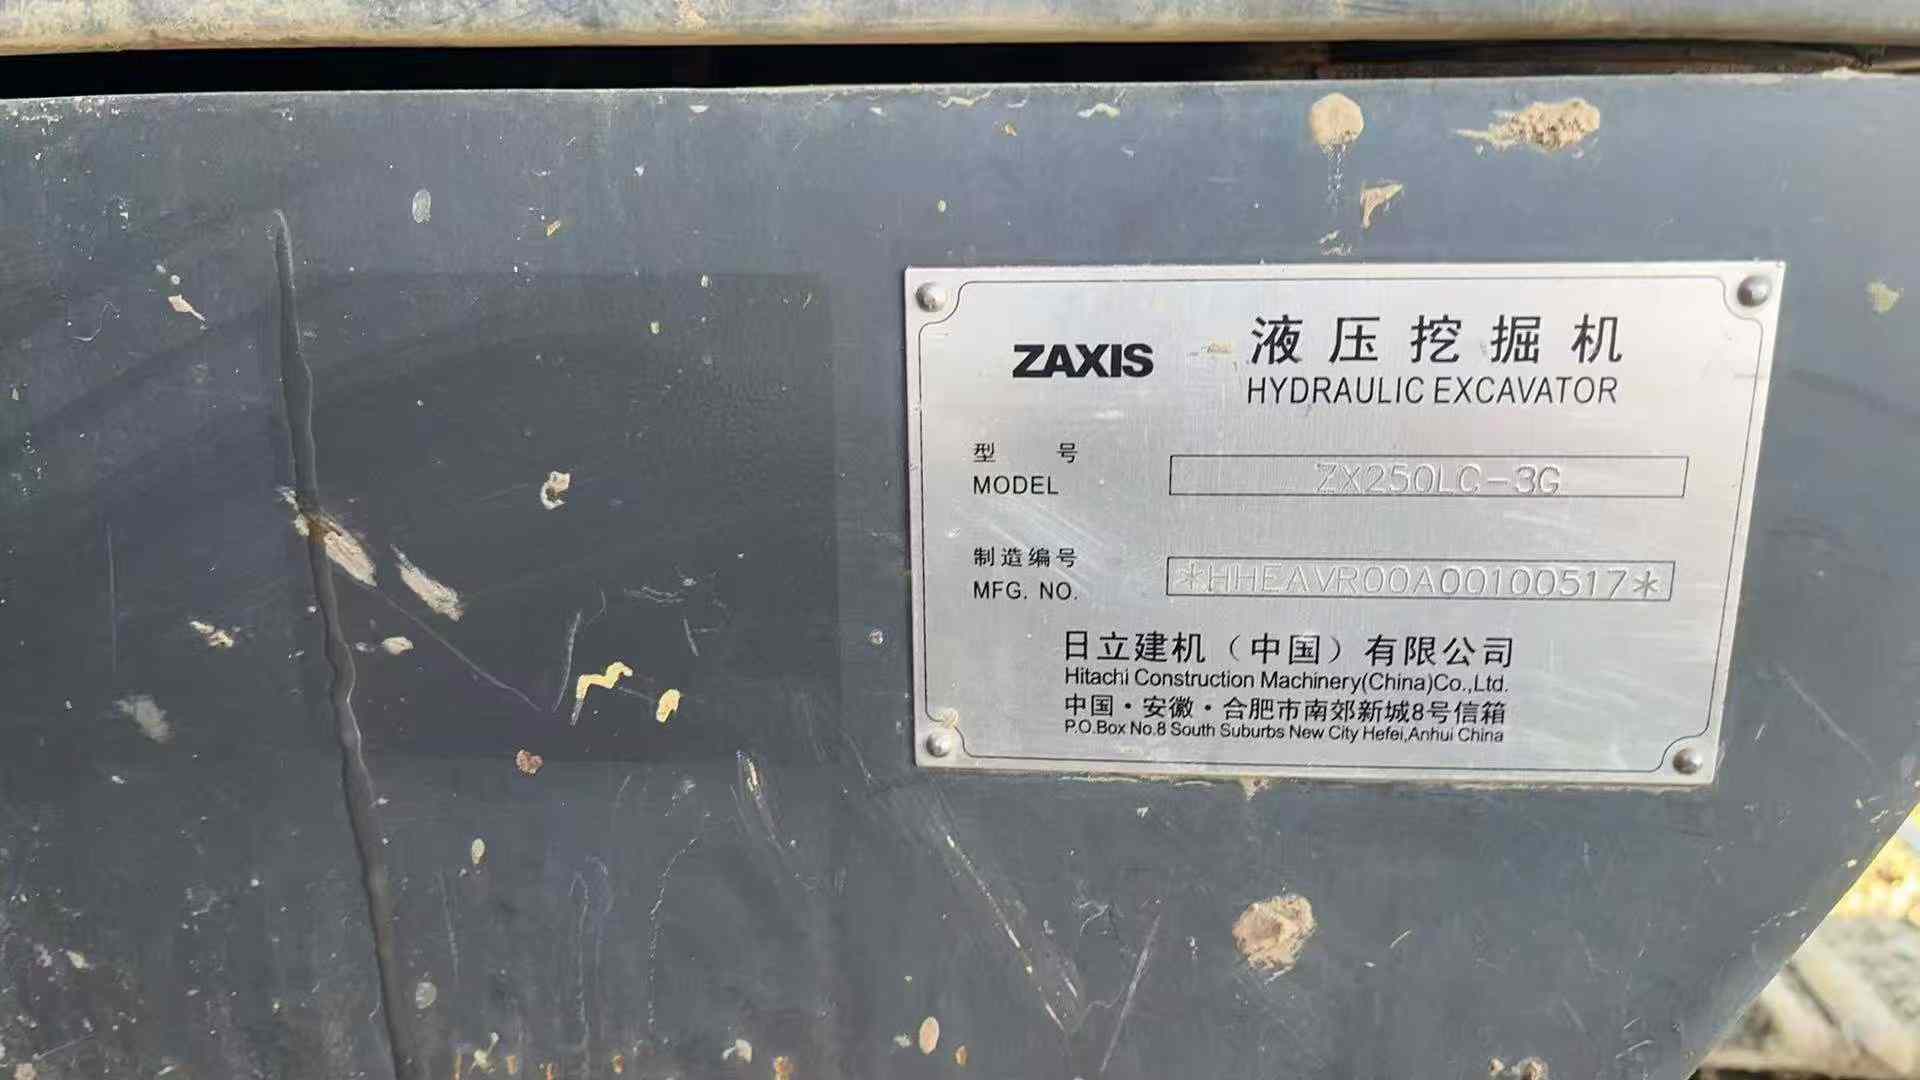 ZAXIS 液压挖掘机
HYDRAULIC EXCAVATOR
型 号
MODEL ZX250LC-3G
制造编号
MFG. NO. *HHEAVR00A00100517*
日立建机（中国）有限公司
Hitachi Construction Machinery(China)Co.,Ltd.
中国·安徽·合肥市南郊新城8号信箱
P.O.Box No.8 South Suburbs New City Hefei,Anhui China